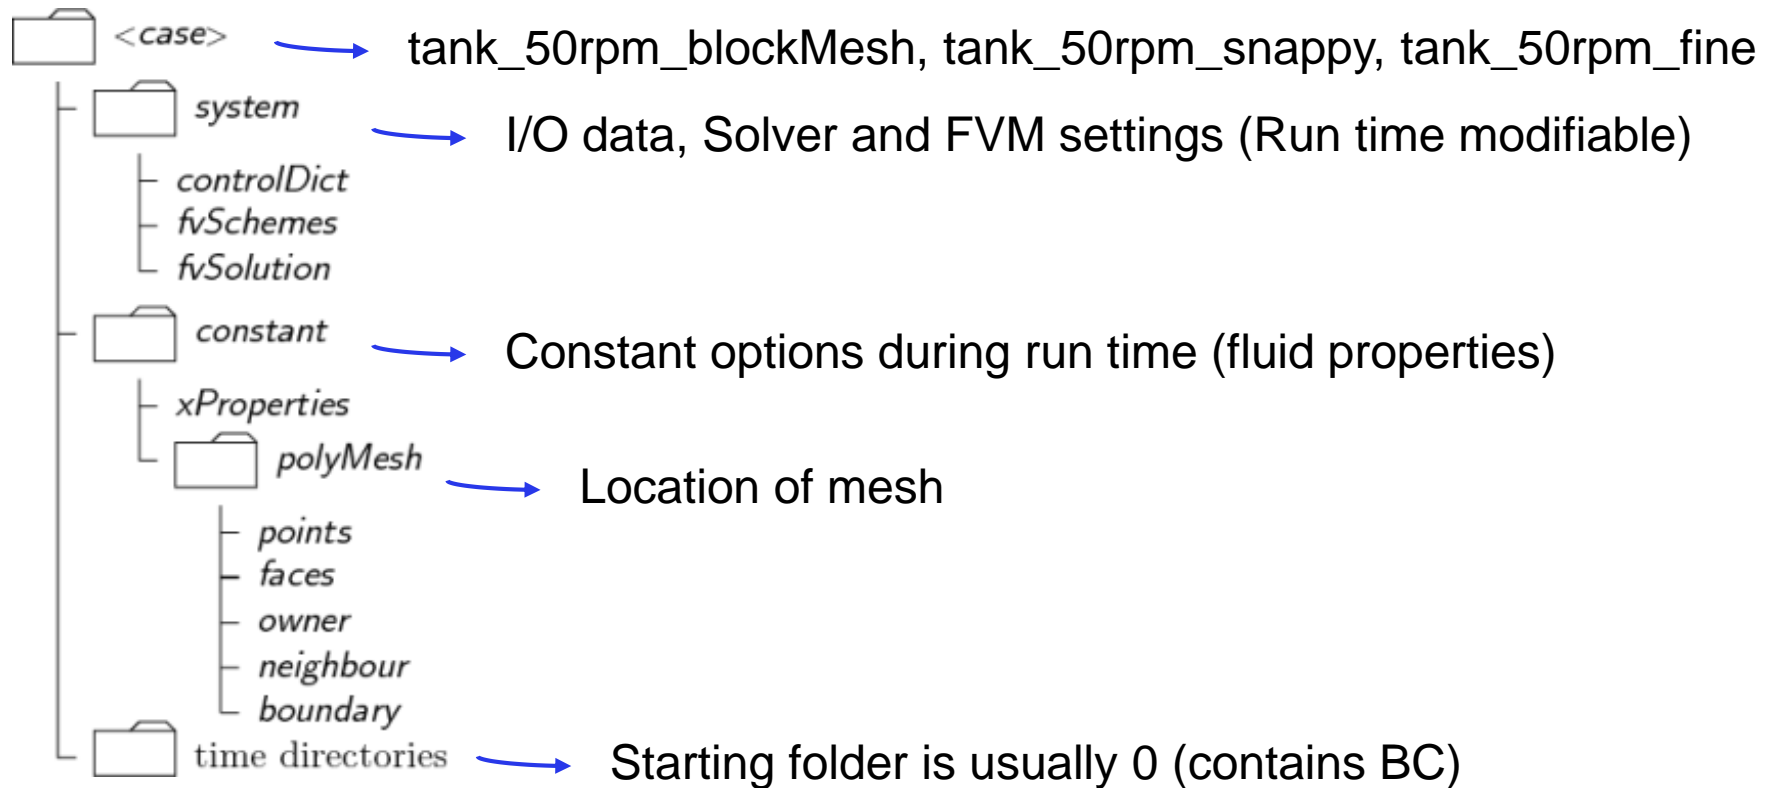 <case> tank_50rpm_blockMesh, tank_50rpm_snappy, tank_50rpm_fine
system I/O data, Solver and FVM settings (Run time modifiable)
controlDict
fvSchemes
fvSolution
constant Constant options during run time (fluid properties)
xProperties
polyMesh Location of mesh
points
faces
owner
neighbour
boundary
time directories Starting folder is usually 0 (contains BC)